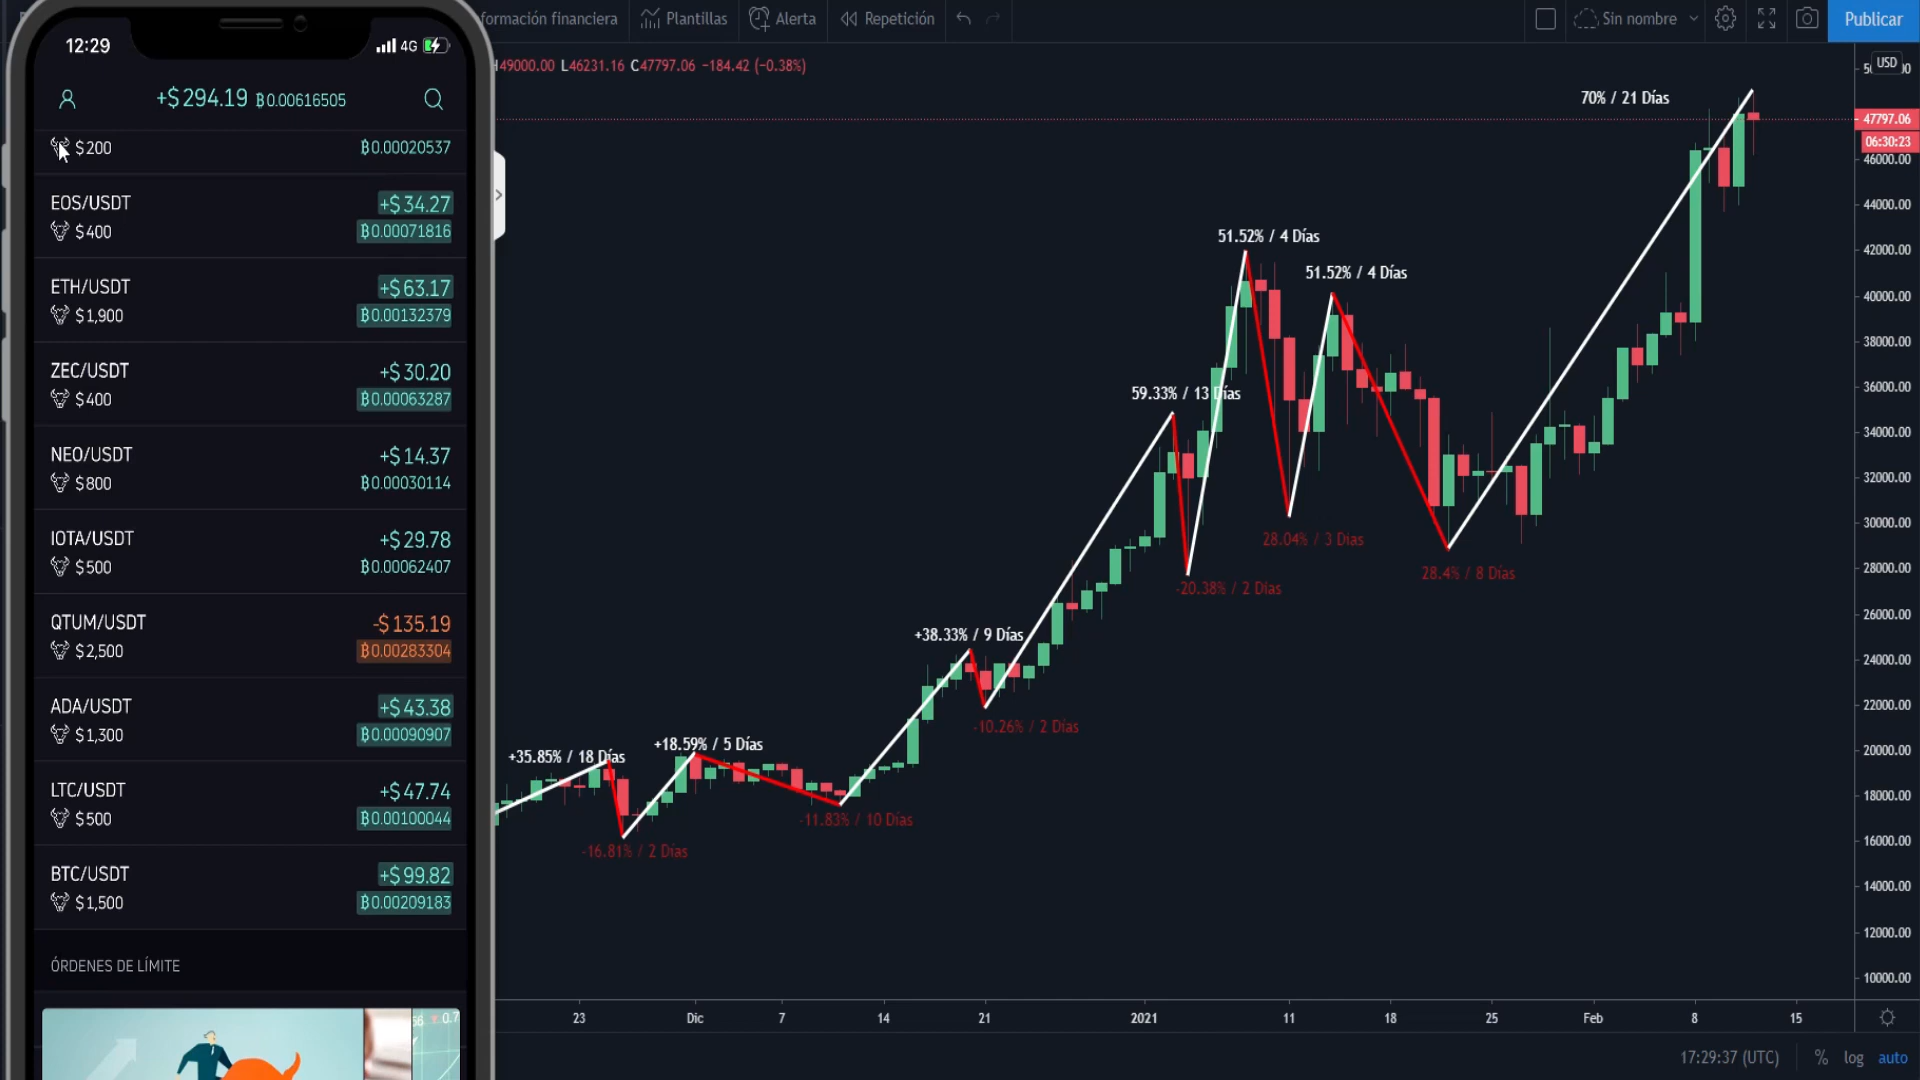 12:29
4G
+$294.19 ₿0.00616505
$200
₿0.00020537
EOS/USDT
+$34.27
$400
₿0.00071816
ETH/USDT
+$63.17
$1,900
₿0.00132379
ZEC/USDT
+$30.20
$400
₿0.00063287
NEO/USDT
+$14.37
$800
₿0.00030114
IOTA/USDT
+$29.78
$500
₿0.00062407
QTUM/USDT
-$135.19
$2,500
₿0.00283304
ADA/USDT
+$43.38
$1,300
₿0.00090907
LTC/USDT
+$47.74
$500
₿0.00100044
BTC/USDT
+$99.82
$1,500
₿0.00209183
ÓRDENES DE LÍMITE
formación financiera
Plantillas
Alerta
Repetición
Sin nombre
Publicar
H49000.00 L46231.16 C47797.06 −184.42 (−0.38%)
USD
70% / 21 Días
47797.06
06:30:23
46000.00
44000.00
42000.00
40000.00
38000.00
36000.00
34000.00
32000.00
30000.00
28000.00
26000.00
24000.00
22000.00
20000.00
18000.00
16000.00
14000.00
12000.00
10000.00
51.52% / 4 Días
51.52% / 4 Días
59.33% / 13 Días
28.04% / 3 Días
28.4% / 8 Días
-20.38% / 2 Días
+38.33% / 9 Días
-10.26% / 2 Días
+35.85% / 18 Días
+18.59% / 5 Días
-11.83% / 10 Días
-16.81% / 2 Días
23
Dic
7
14
21
2021
11
18
25
Feb
8
15
17:29:37 (UTC)
%
log
auto